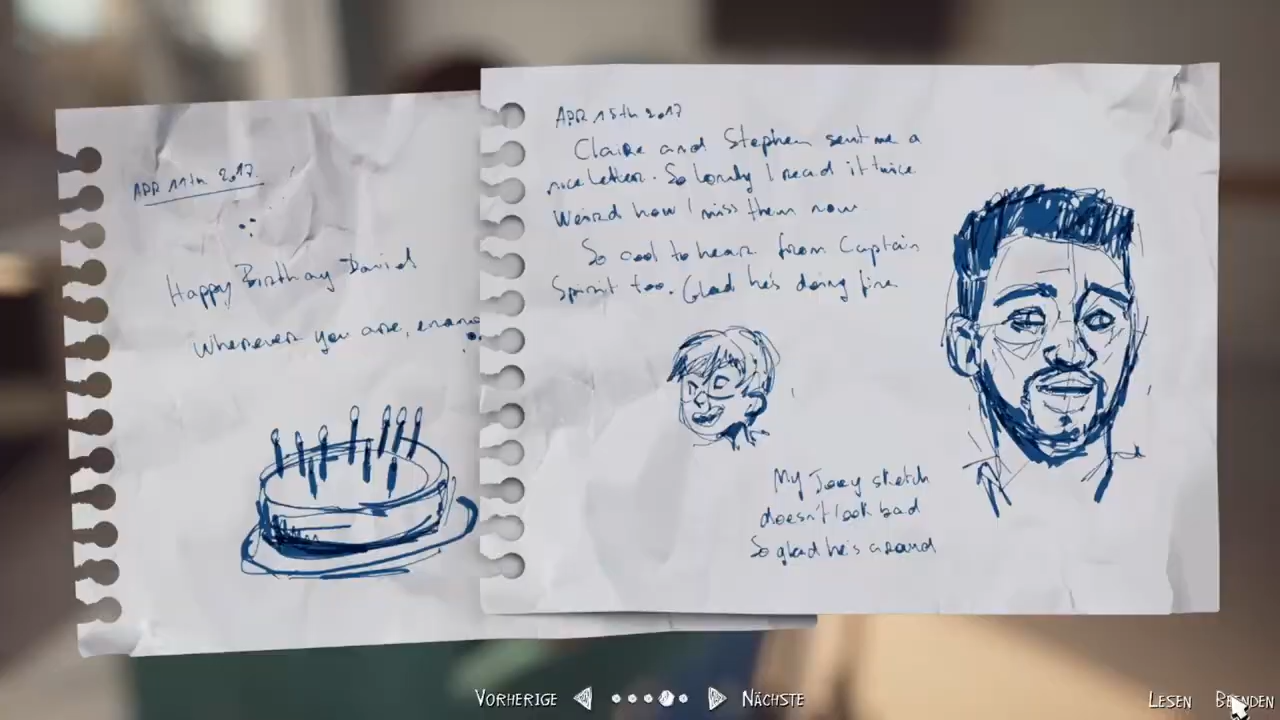 APR 11th 2017
Happy Birthay David
Wherever you are, enano
APR 15th 2017
Claire and Stephen sent me a
nice letter. So lonely I read it twice
Weird how I miss them now
So cool to hear from Captain
Spirit too. Glad he's doing fine
My Joey sketch
doesn't look bad
So glad he's around
VORHERIGE
NÄCHSTE
LESEN
BEENDEN